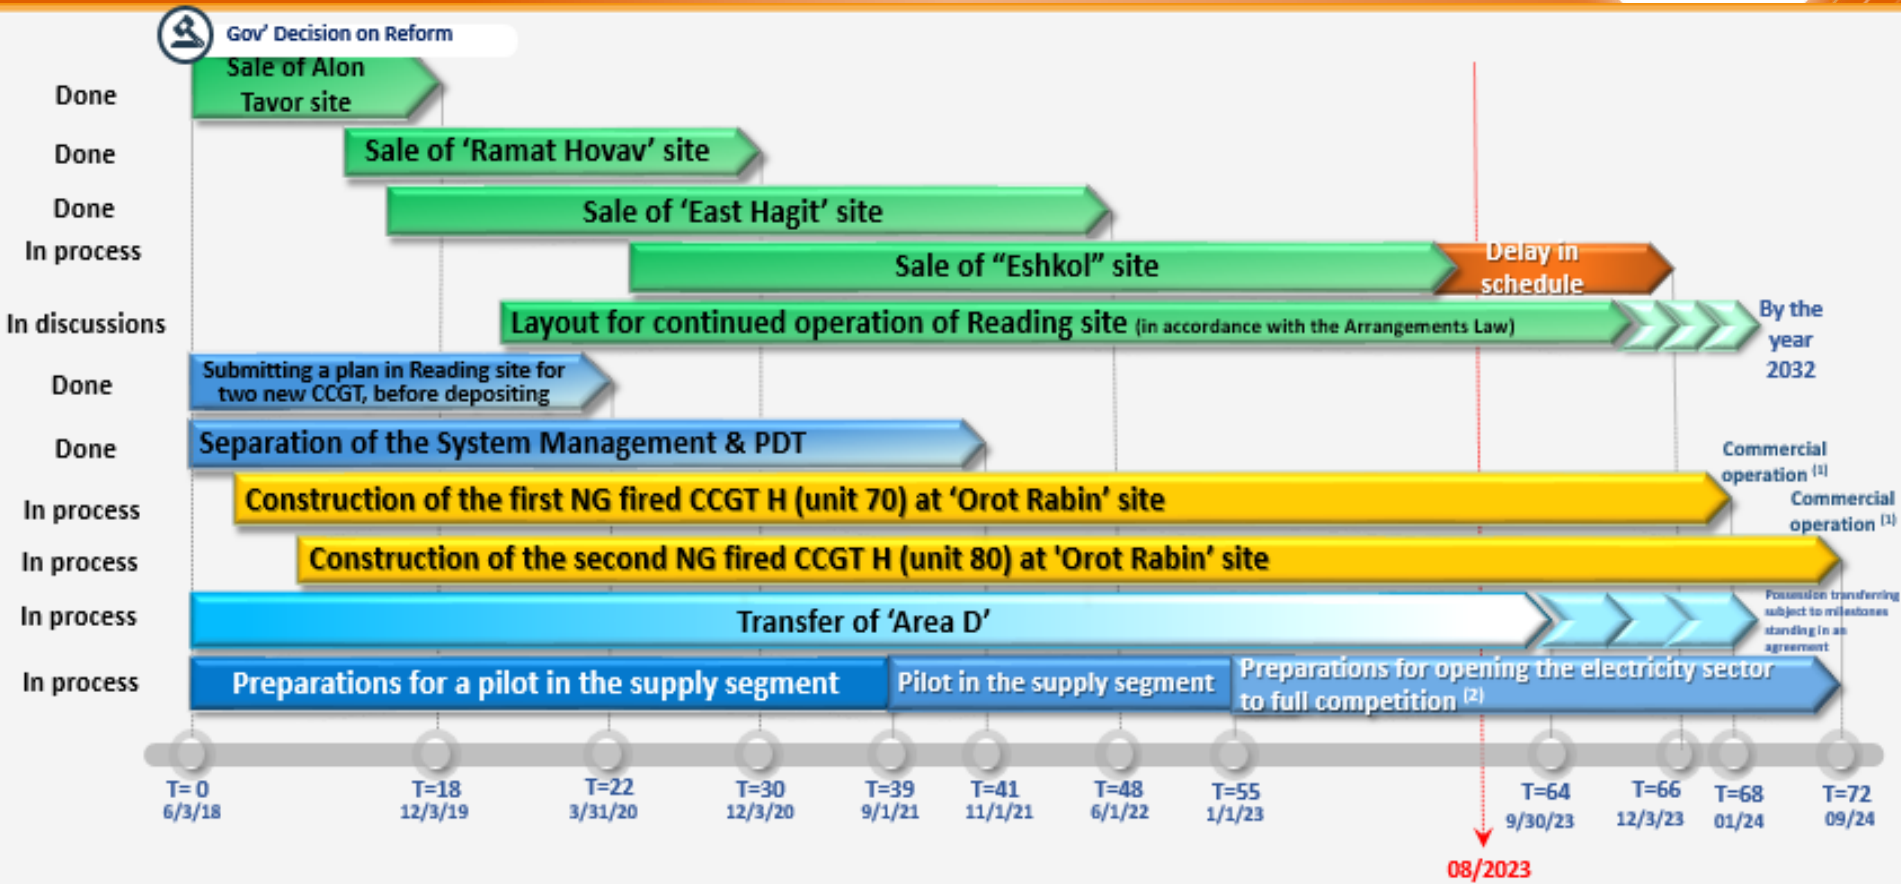 Gov' Decision on Reform
Done
Sale of Alon
Tavor site
Done
Sale of ‘Ramat Hovav’ site
Done
Sale of ‘East Hagit’ site
In process
Sale of “Eshkol” site
Delay in
schedule
In discussions
Layout for continued operation of Reading site (in accordance with the Arrangements Law)
By the
year
2032
Done
Submitting a plan in Reading site for
two new CCGT, before depositing
Done
Separation of the System Management & PDT
In process
Construction of the first NG fired CCGT H (unit 70) at ‘Orot Rabin’ site
Commercial
operation (1)
In process
Construction of the second NG fired CCGT H (unit 80) at 'Orot Rabin’ site
Commercial
operation (1)
In process
Transfer of ‘Area D’
Possession transferring
subject to milestones
standing in an
agreement
In process
Preparations for a pilot in the supply segment
Pilot in the supply segment
Preparations for opening the electricity sector
to full competition (2)
T= 0
6/3/18
T=18
12/3/19
T=22
3/31/20
T=30
12/3/20
T=39
9/1/21
T=41
11/1/21
T=48
6/1/22
T=55
1/1/23
T=64
9/30/23
T=66
12/3/23
T=68
01/24
T=72
09/24
08/2023